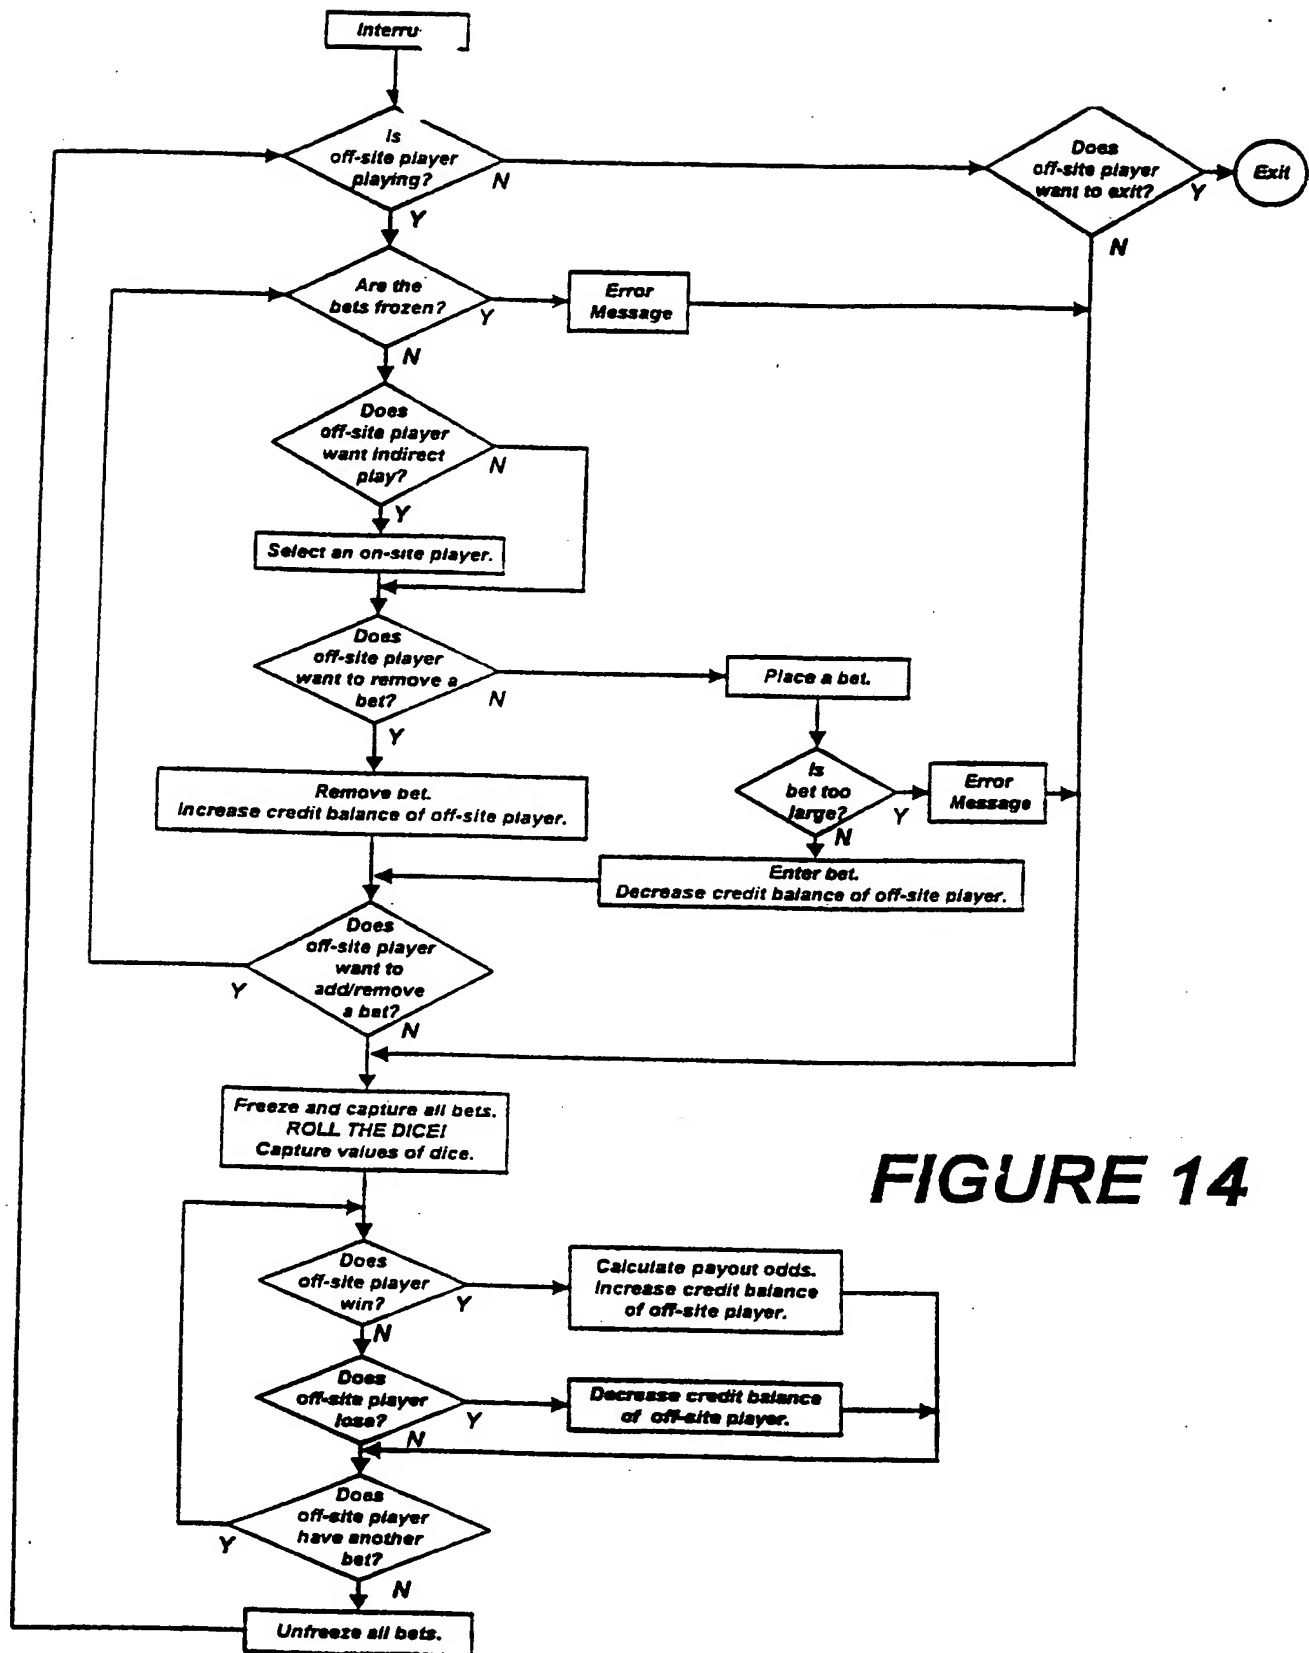 Interru
Is
off-site player
playing?
N
Y
Does
off-site player
want to exit?
Y
N
Exit
Are the
bets frozen?
Y
N
Error
Message
Does
off-site player
want indirect
play?
N
Y
Select an on-site player.
Does
off-site player
want to remove a
bet?
N
Y
Place a bet.
Is
bet too
large?
Y
N
Error
Message
Remove bet.
Increase credit balance of off-site player.
Enter bet.
Decrease credit balance of off-site player.
Does
off-site player
want to
add/remove
a bet?
Y
N
Freeze and capture all bets.
ROLL THE DICE!
Capture values of dice.
FIGURE 14
Does
off-site player
win?
Y
N
Calculate payout odds.
Increase credit balance
of off-site player.
Does
off-site player
lose?
Y
N
Decrease credit balance
of off-site player.
Does
off-site player
have another
bet?
Y
N
Unfreeze all bets.